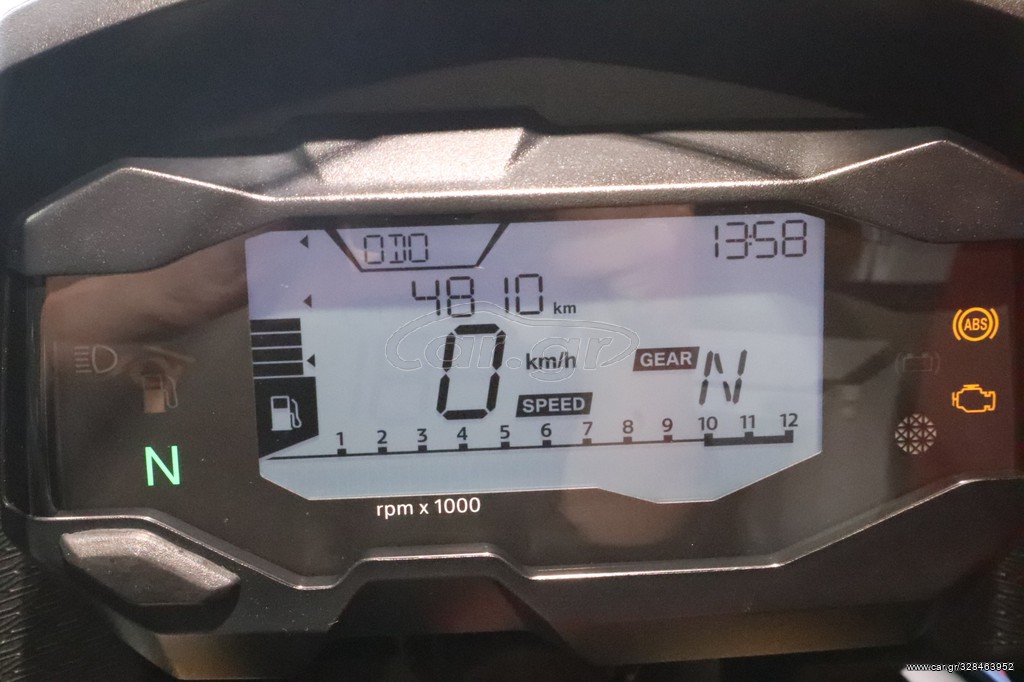 ODO
13:58
4810 km
0 km/h
SPEED
GEAR N
ABS
N
1 2 3 4 5 6 7 8 9 10 11 12
rpm x 1000
car.gr
www.car.gr/328463952